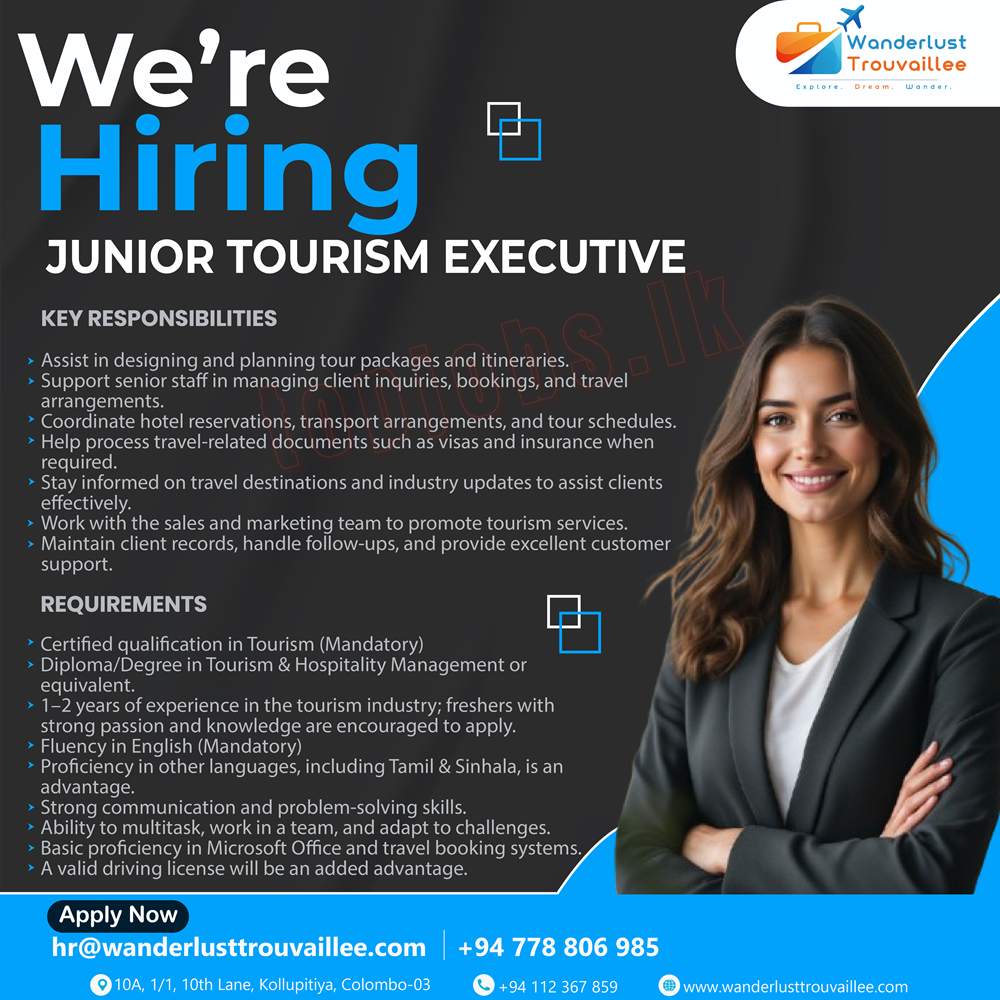 We're
Hiring
Wanderlust
Trouvaillee
Explore. Dream. Wander.
JUNIOR TOURISM EXECUTIVE
KEY RESPONSIBILITIES
Assist in designing and planning tour packages and itineraries.
Support senior staff in managing client inquiries, bookings, and travel
arrangements.
Coordinate hotel reservations, transport arrangements, and tour schedules.
Help process travel-related documents such as visas and insurance when
required.
Stay informed on travel destinations and industry updates to assist clients
effectively.
Work with the sales and marketing team to promote tourism services.
Maintain client records, handle follow-ups, and provide excellent customer
support.
topjobs.lk
REQUIREMENTS
Certified qualification in Tourism (Mandatory)
Diploma/Degree in Tourism & Hospitality Management or
equivalent.
1–2 years of experience in the tourism industry; freshers with
strong passion and knowledge are encouraged to apply.
Fluency in English (Mandatory)
Proficiency in other languages, including Tamil & Sinhala, is an
advantage.
Strong communication and problem-solving skills.
Ability to multitask, work in a team, and adapt to challenges.
Basic proficiency in Microsoft Office and travel booking systems.
A valid driving license will be an added advantage.
Apply Now
hr@wanderlusttrouvaillee.com | +94 778 806 985
10A, 1/1, 10th Lane, Kollupitiya, Colombo-03 +94 112 367 859 www.wanderlusttrouvaillee.com